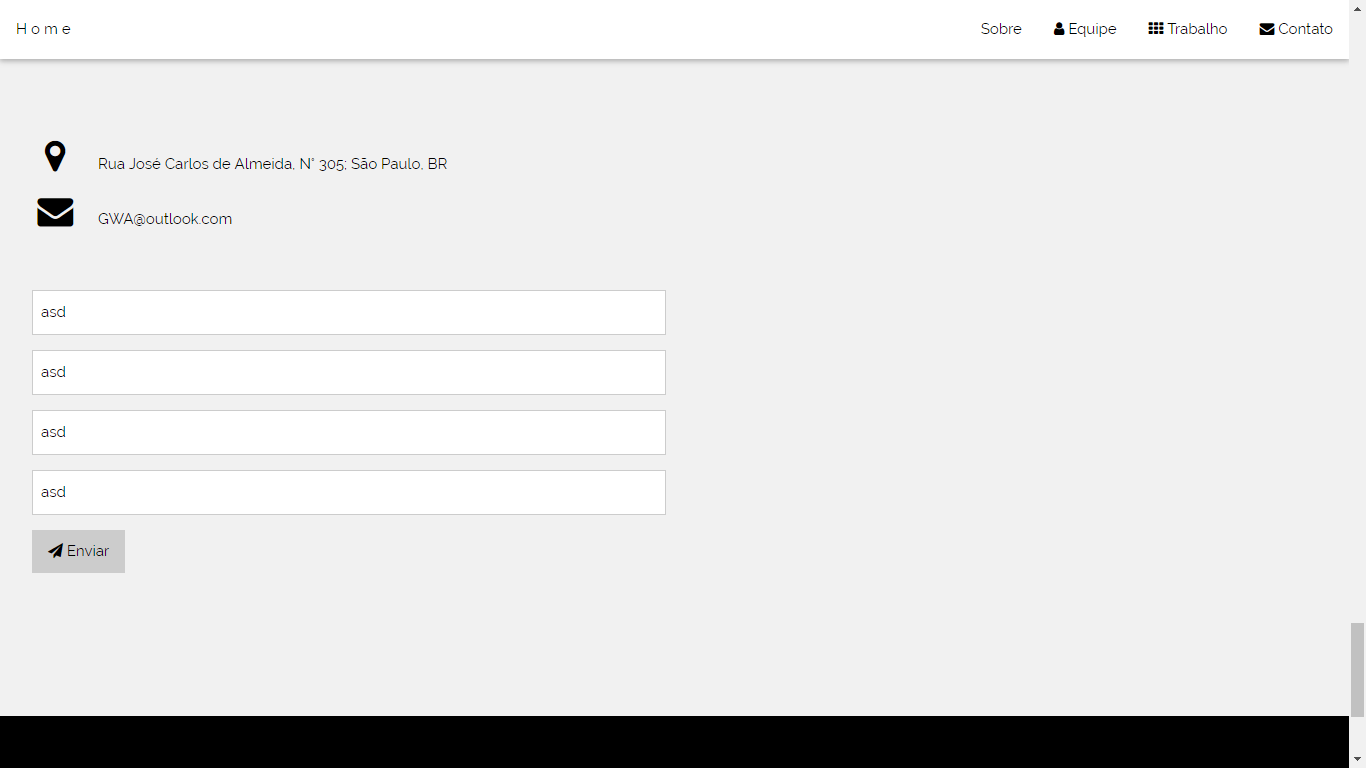 Home Sobre Equipe Trabalho Contato
Rua José Carlos de Almeida, N° 305; São Paulo, BR
GWA@outlook.com
asd
asd
asd
asd
Enviar